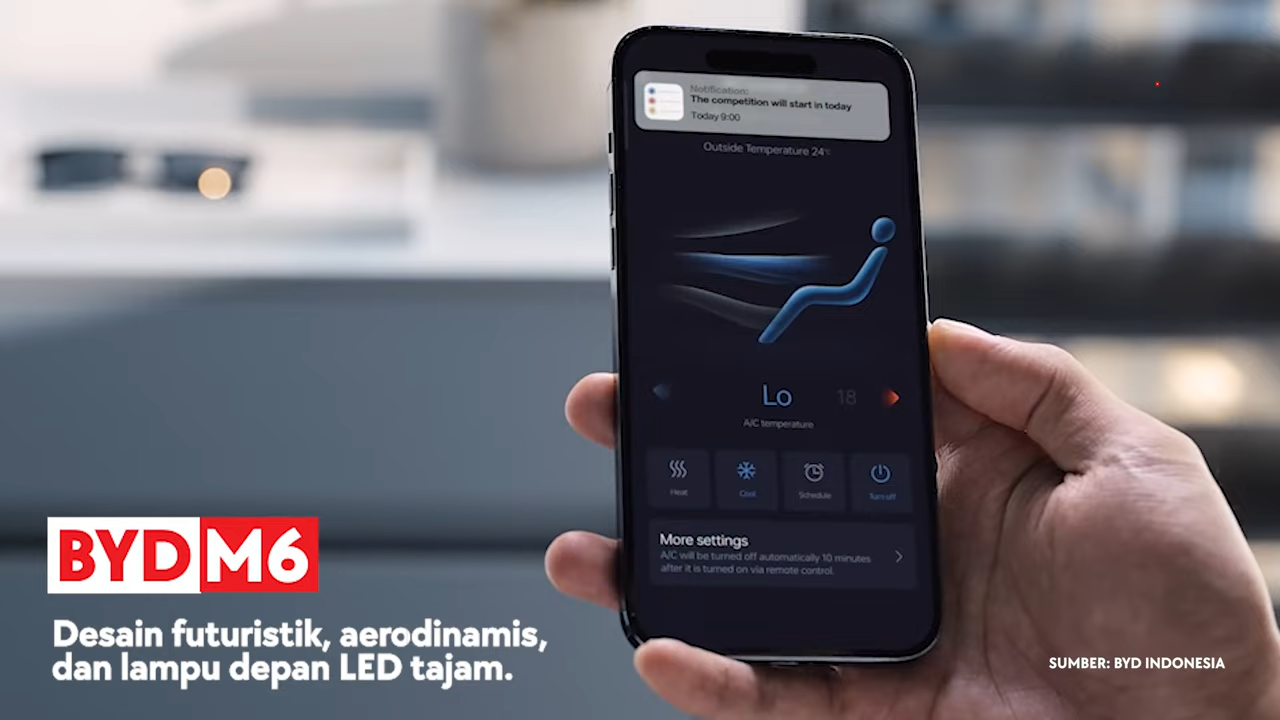 Notification:
The competition will start in today
Today 9:00
Outside Temperature 24°C
Lo
18
A/C temperature
Heat
Cool
Schedule
Turn off
More settings
A/C will be turned off automatically 10 minutes
after it is turned on via remote control.
BYD M6
Desain futuristik, aerodinamis,
dan lampu depan LED tajam.
SUMBER: BYD INDONESIA